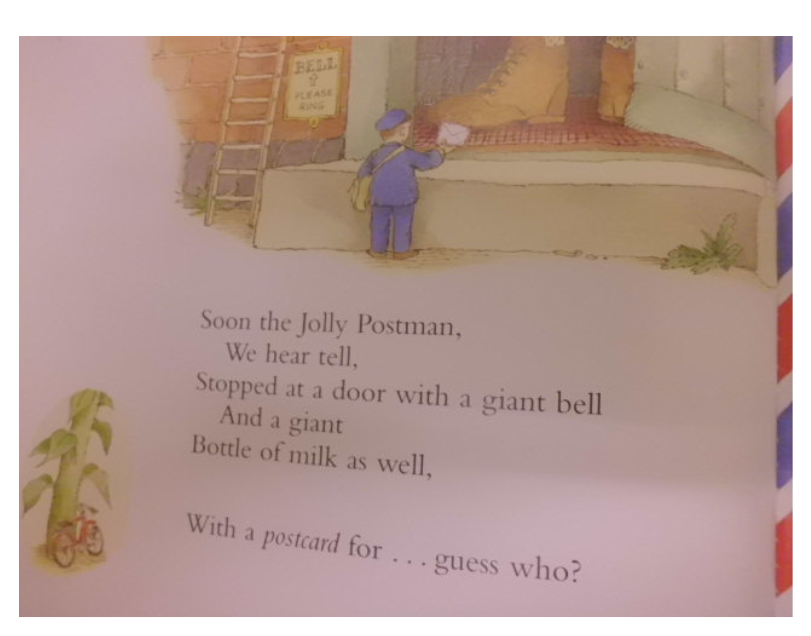 BELL
PLEASE
RING
Soon the Jolly Postman,
We hear tell,
Stopped at a door with a giant bell
And a giant
Bottle of milk as well,
With a postcard for . . . guess who?